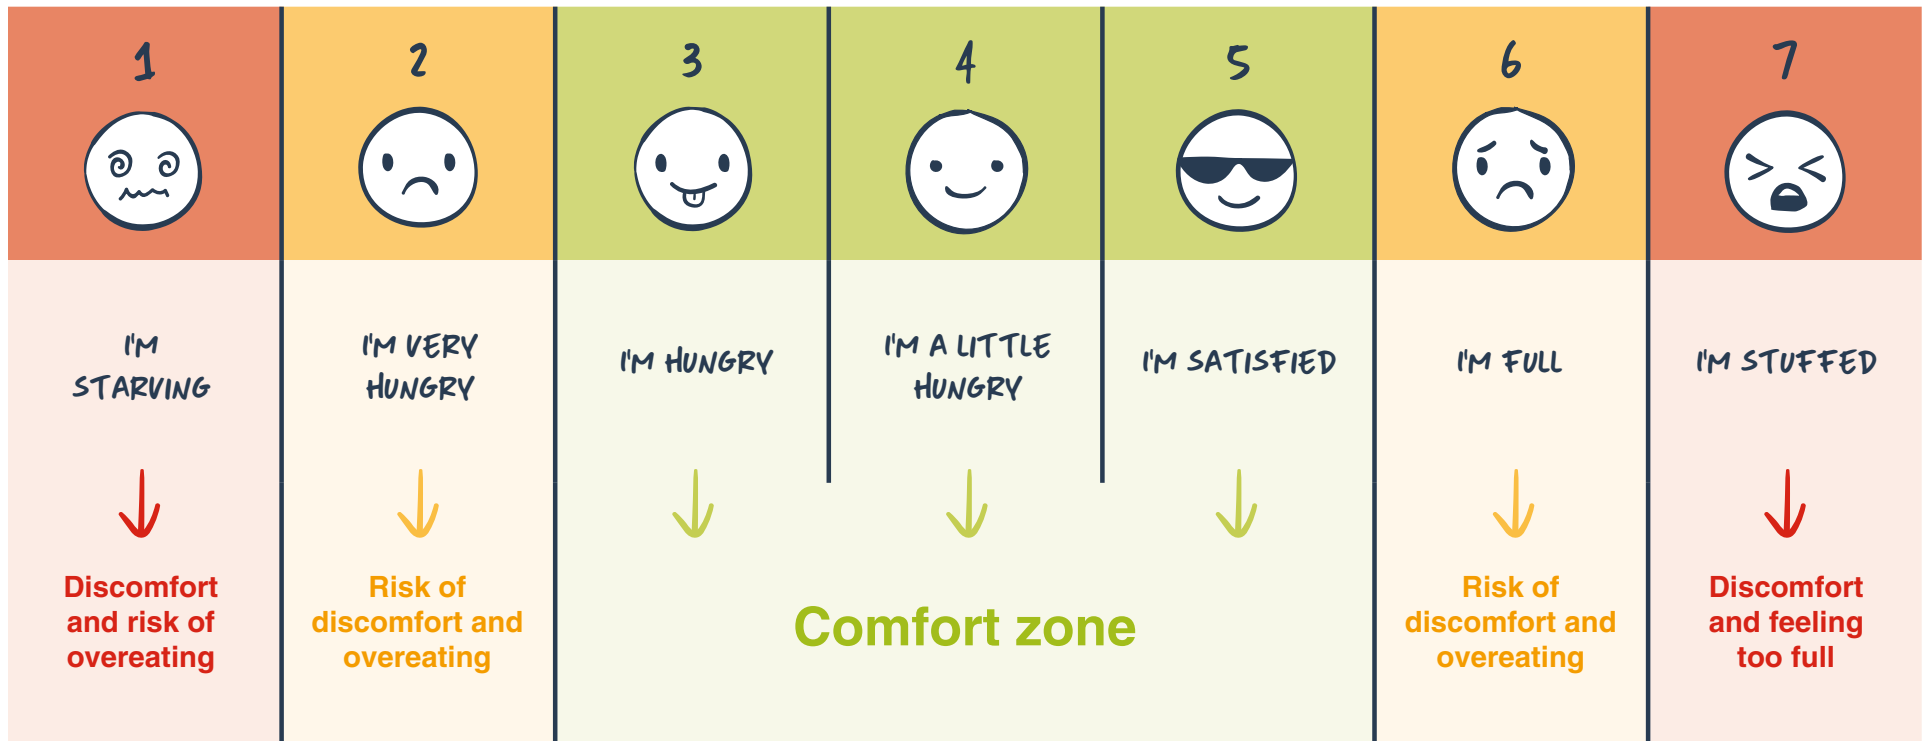 1
2
3
4
5
6
7
I'M
STARVING
I'M VERY
HUNGRY
I'M HUNGRY
I'M A LITTLE
HUNGRY
I'M SATISFIED
I'M FULL
I'M STUFFED
Discomfort
and risk of
overeating
Risk of
discomfort and
overeating
Comfort zone
Risk of
discomfort and
overeating
Discomfort
and feeling
too full